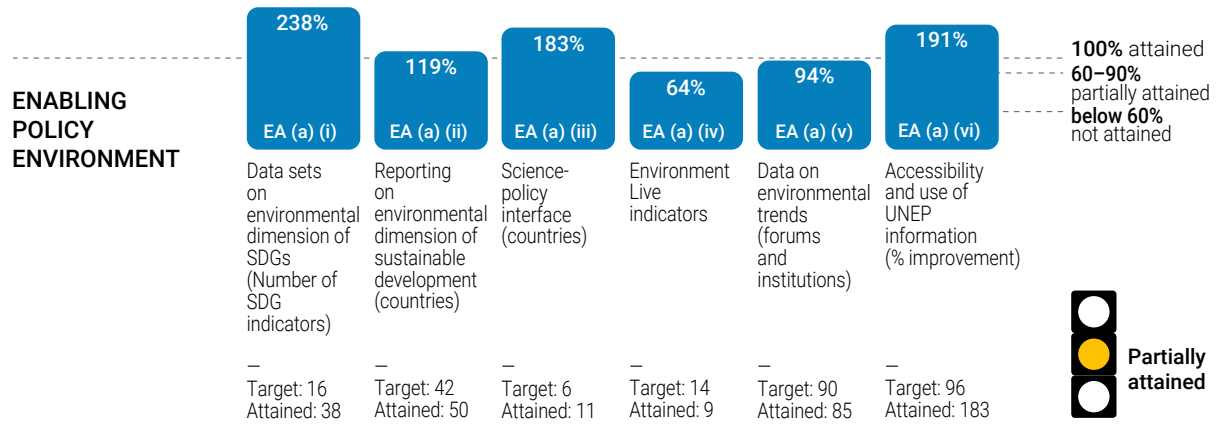 ENABLING
POLICY
ENVIRONMENT
238%
EA (a) (i)
119%
EA (a) (ii)
183%
EA (a) (iii)
64%
EA (a) (iv)
94%
EA (a) (v)
191%
EA (a) (vi)
100% attained
60–90%
partially attained
below 60%
not attained
Data sets
on
environmental
dimension of
SDGs
(Number of
SDG
indicators)
—
Target: 16
Attained: 38
Reporting
on
environmental
dimension of
sustainable
development
(countries)
—
Target: 42
Attained: 50
Science-
policy
interface
(countries)
—
Target: 6
Attained: 11
Environment
Live
indicators
—
Target: 14
Attained: 9
Data on
environmental
trends
(forums
and
institutions)
—
Target: 90
Attained: 85
Accessibility
and use of
UNEP
information
(% improvement)
—
Target: 96
Attained: 183
Partially
attained